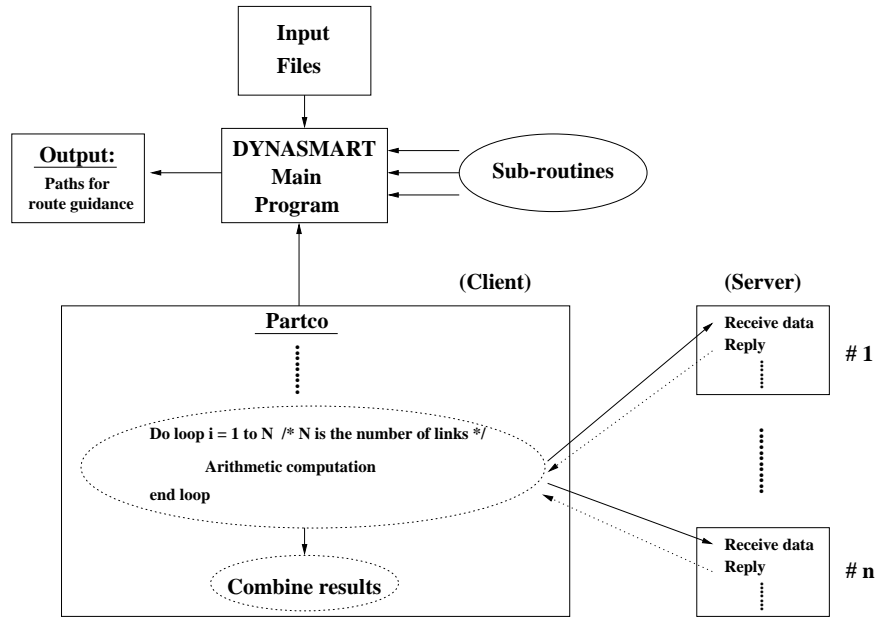 Input
Files
Output:
Paths for
route guidance
DYNASMART
Main
Program
Sub-routines
(Client)
(Server)
Partco
Do loop i = 1 to N /* N is the number of links */
Arithmetic computation
end loop
Combine results
Receive data
Reply
# 1
Receive data
Reply
# n